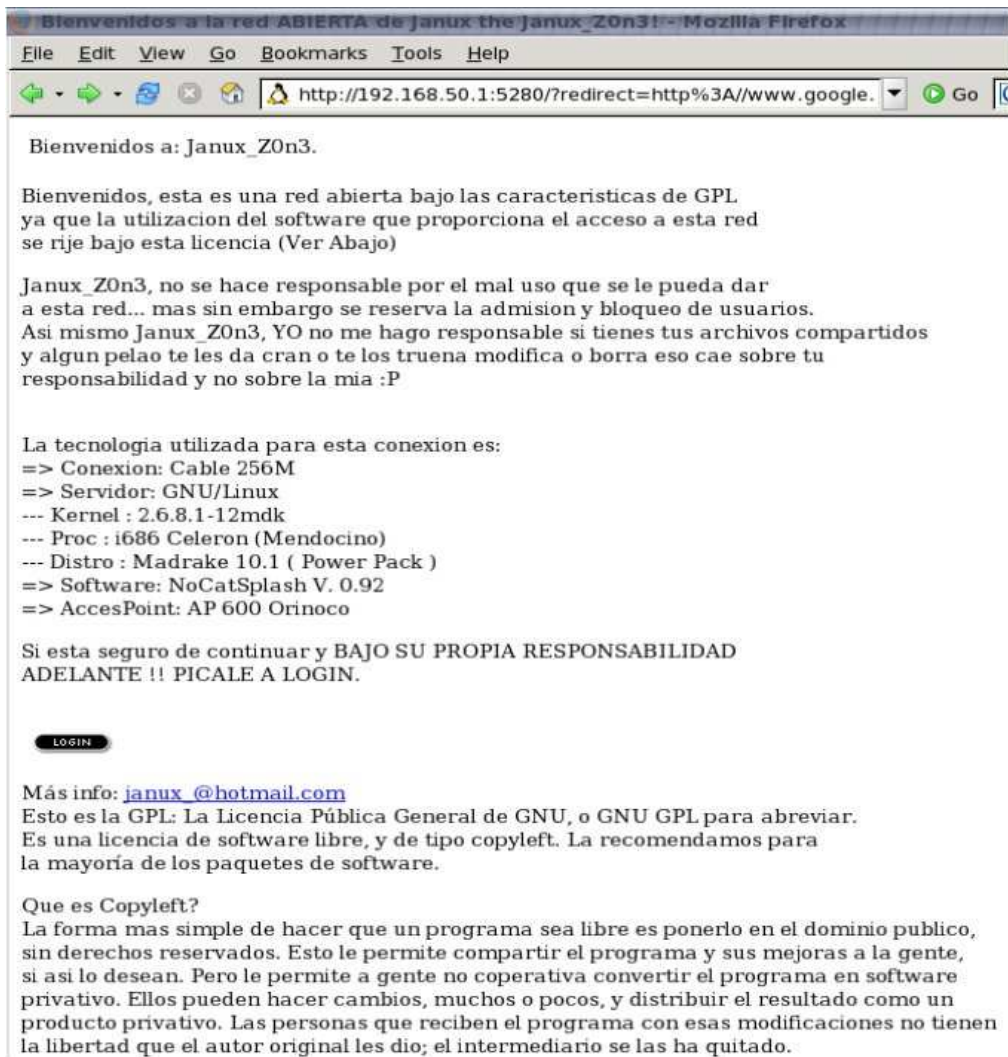 Bienvenidos a la red ABIERTA de Janux the Janux_Z0n3! - Mozilla Firefox
File Edit View Go Bookmarks Tools Help
http://192.168.50.1:5280/?redirect=http%3A//www.google. Go
Bienvenidos a: Janux_Z0n3.
Bienvenidos, esta es una red abierta bajo las caracteristicas de GPL
ya que la utilizacion del software que proporciona el acceso a esta red
se rije bajo esta licencia (Ver Abajo)
Janux_Z0n3, no se hace responsable por el mal uso que se le pueda dar
a esta red... mas sin embargo se reserva la admision y bloqueo de usuarios.
Asi mismo Janux_Z0n3, YO no me hago responsable si tienes tus archivos compartidos
y algun pelao te les da cran o te los truena modifica o borra eso cae sobre tu
responsabilidad y no sobre la mia :P
La tecnologia utilizada para esta conexion es:
=> Conexion: Cable 256M
=> Servidor: GNU/Linux
--- Kernel : 2.6.8.1-12mdk
--- Proc : i686 Celeron (Mendocino)
--- Distro : Madrake 10.1 ( Power Pack )
=> Software: NoCatSplash V. 0.92
=> AccesPoint: AP 600 Orinoco
Si esta seguro de continuar y BAJO SU PROPIA RESPONSABILIDAD
ADELANTE !! PICALE A LOGIN.
LOGIN
Más info: janux_@hotmail.com
Esto es la GPL: La Licencia Pública General de GNU, o GNU GPL para abreviar.
Es una licencia de software libre, y de tipo copyleft. La recomendamos para
la mayoría de los paquetes de software.
Que es Copyleft?
La forma mas simple de hacer que un programa sea libre es ponerlo en el dominio publico,
sin derechos reservados. Esto le permite compartir el programa y sus mejoras a la gente,
si asi lo desean. Pero le permite a gente no coperativa convertir el programa en software
privativo. Ellos pueden hacer cambios, muchos o pocos, y distribuir el resultado como un
producto privativo. Las personas que reciben el programa con esas modificaciones no tienen
la libertad que el autor original les dio; el intermediario se las ha quitado.